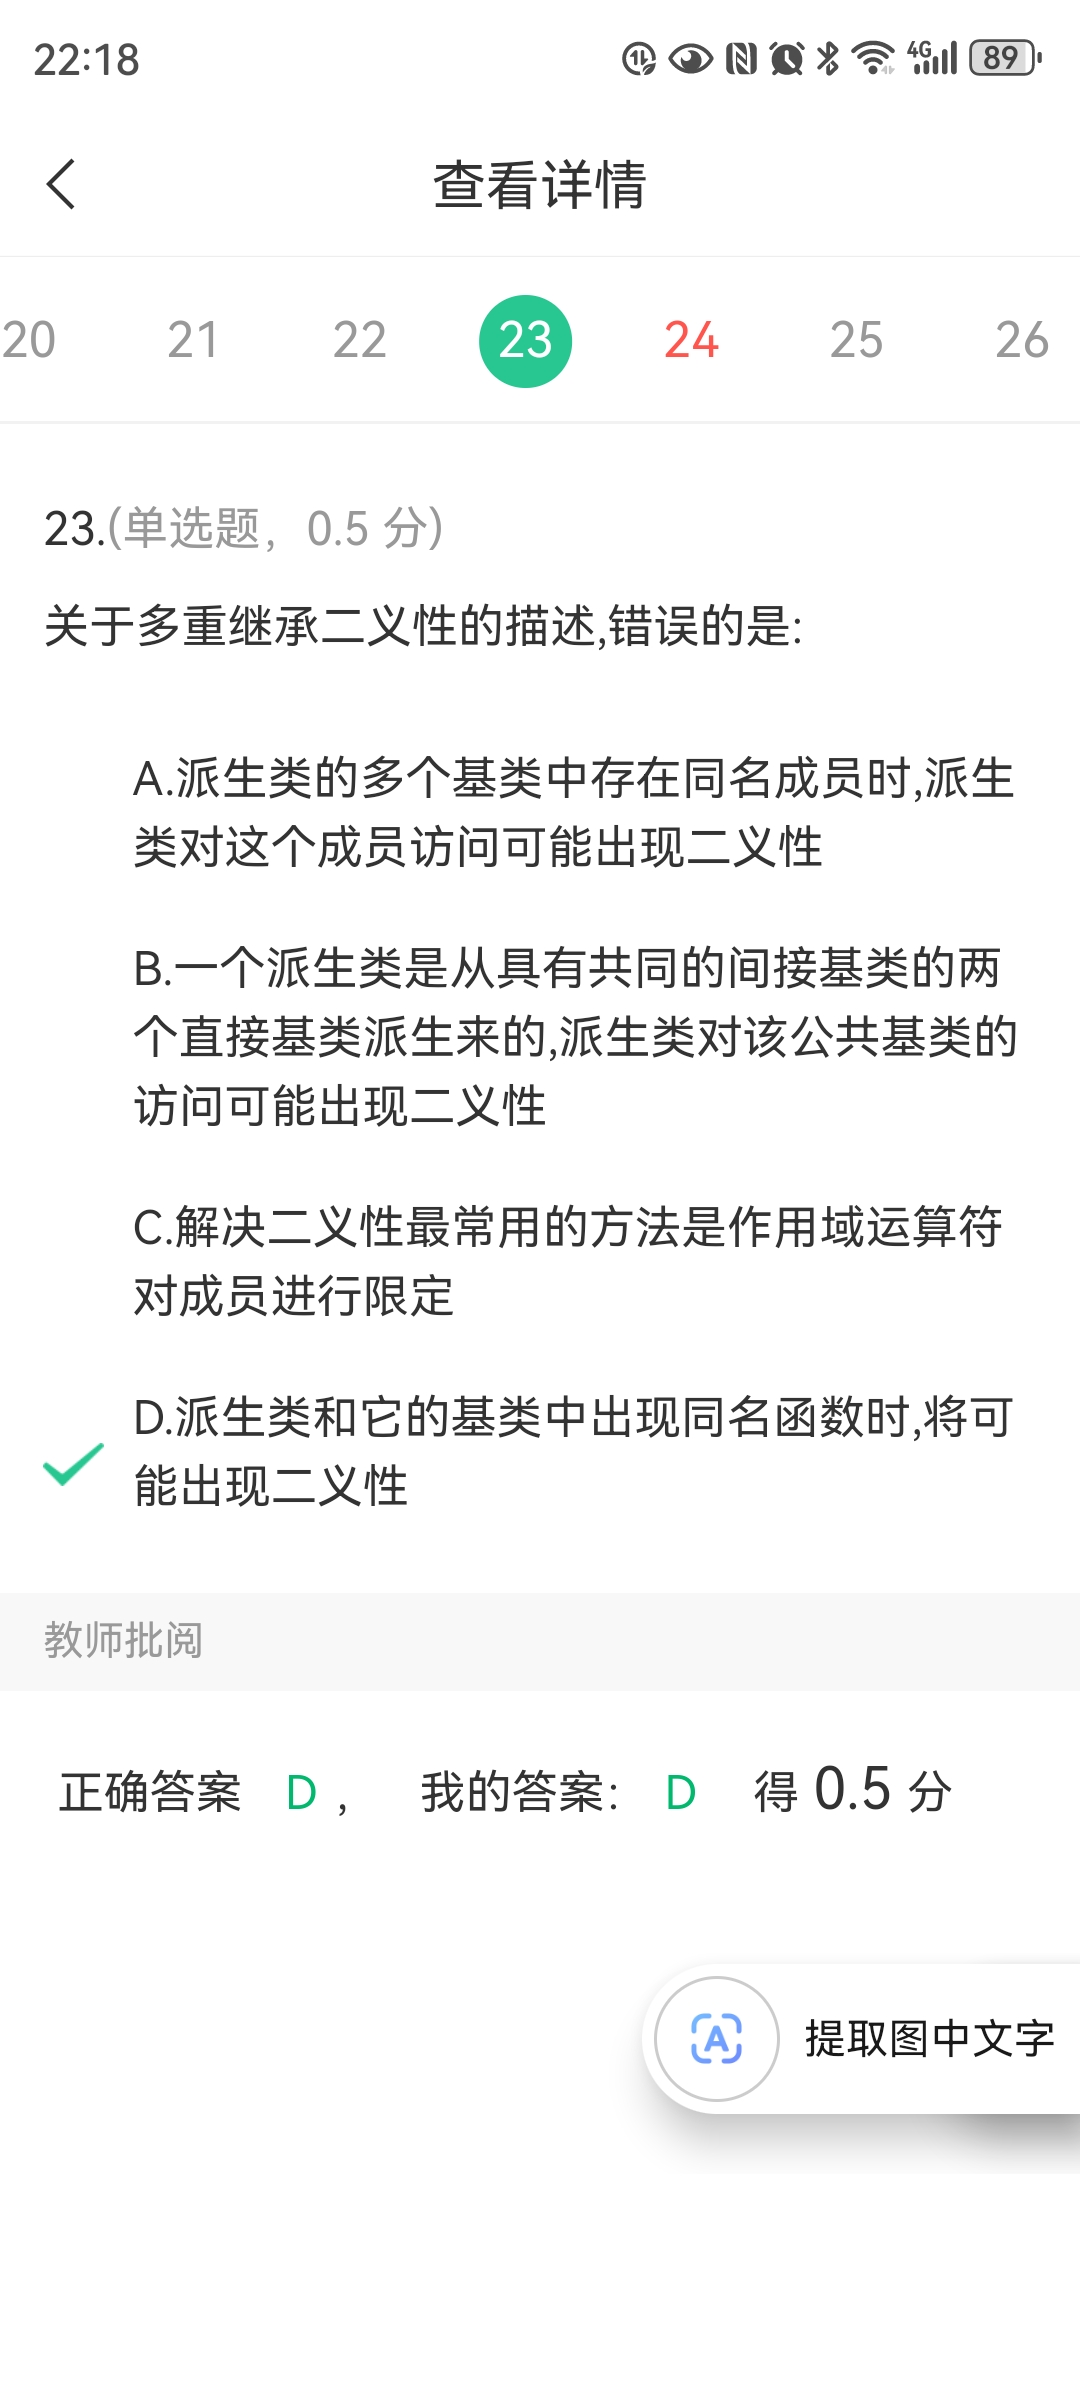 22:18
4G
89
查看详情
20 21 22 23 24 25 26
23.(单选题，0.5 分)
关于多重继承二义性的描述,错误的是:
A.派生类的多个基类中存在同名成员时,派生
类对这个成员访问可能出现二义性
B.一个派生类是从具有共同的间接基类的两
个直接基类派生来的,派生类对该公共基类的
访问可能出现二义性
C.解决二义性最常用的方法是作用域运算符
对成员进行限定
D.派生类和它的基类中出现同名函数时,将可
能出现二义性
教师批阅
正确答案 D ， 我的答案： D 得 0.5 分
A 提取图中文字